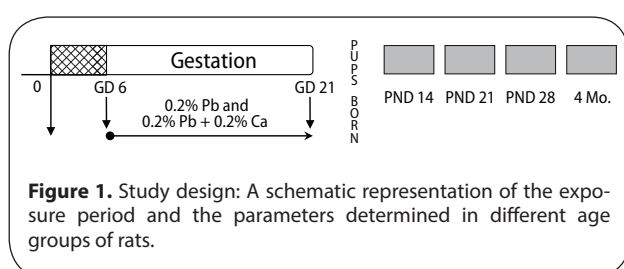 Gestation
0
GD 6
GD 21
0.2% Pb and
0.2% Pb + 0.2% Ca
PUPS BORN
PND 14 PND 21 PND 28 4 Mo.
Figure 1. Study design: A schematic representation of the expo-
sure period and the parameters determined in different age
groups of rats.